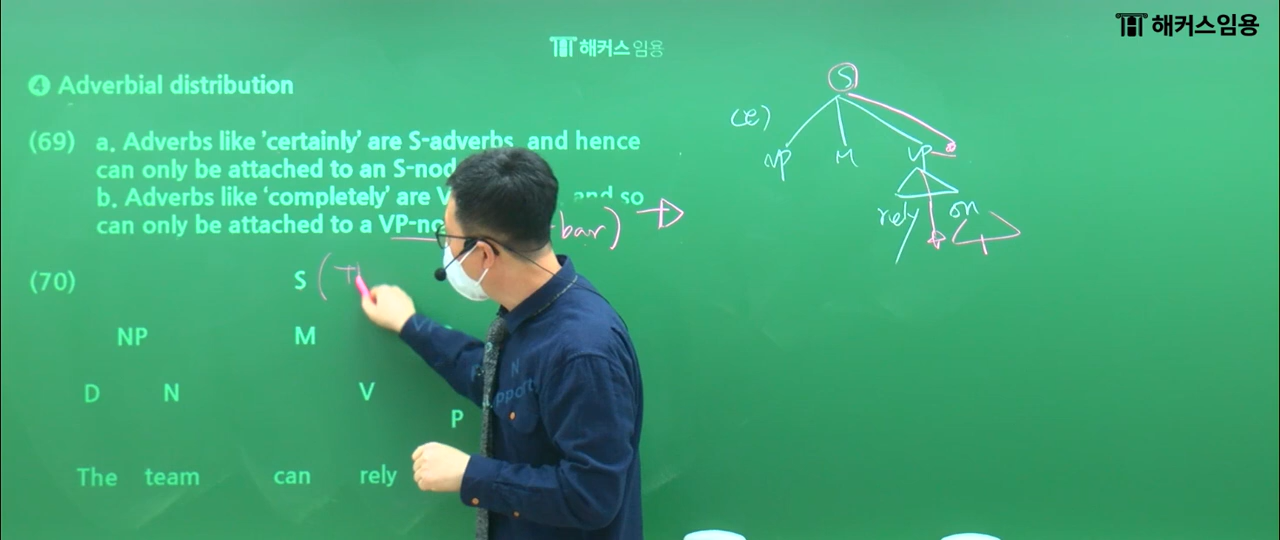 해커스임용
해커스임용
❹ Adverbial distribution
(69) a. Adverbs like 'certainly' are S-adverbs, and hence
can only be attached to an S-
b. Adverbs like 'completely' are and so
can only be attached to a
bar)
(70) S
NP M
D N V
P
The team can rely
S
NP M VP
rely on